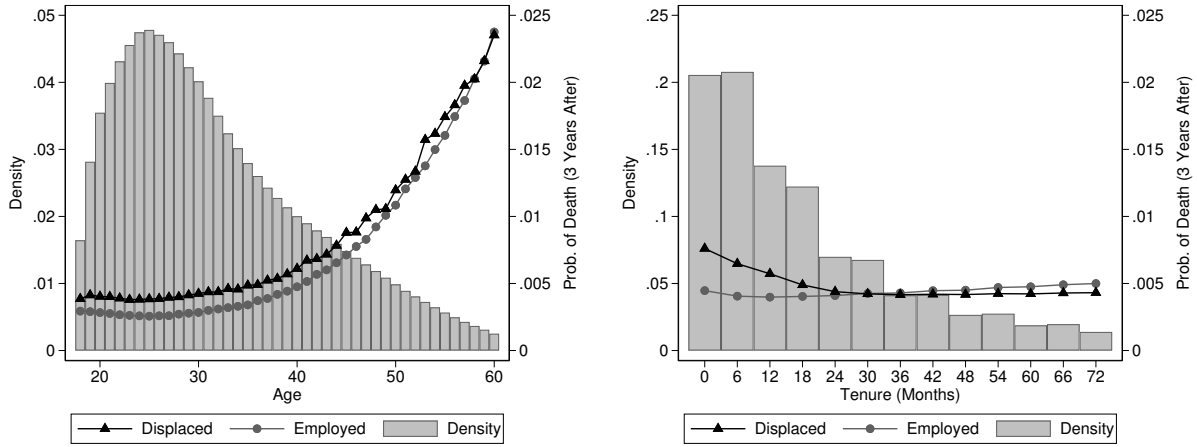 .05
.04
.03
.02
.01
0
Density
.025
.02
.015
.01
.005
0
Prob. of Death (3 Years After)
20 30 40 50 60
Age
Displaced Employed Density
.25
.2
.15
.1
.05
0
Density
.025
.02
.015
.01
.005
0
Prob. of Death (3 Years After)
0 6 12 18 24 30 36 42 48 54 60 66 72
Tenure (Months)
Displaced Employed Density